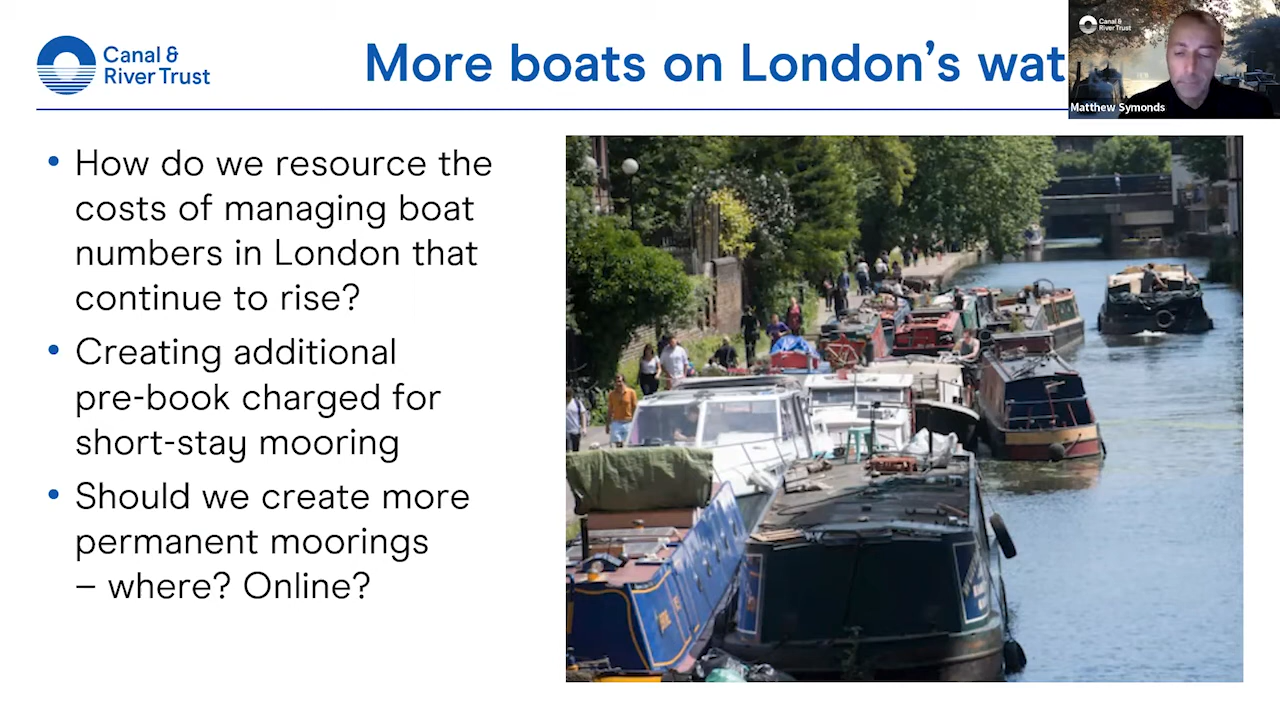 Canal &
River Trust
More boats on London's wat
Canal &
River Trust
Matthew Symonds
• How do we resource the
costs of managing boat
numbers in London that
continue to rise?
• Creating additional
pre-book charged for
short-stay mooring
• Should we create more
permanent moorings
– where? Online?